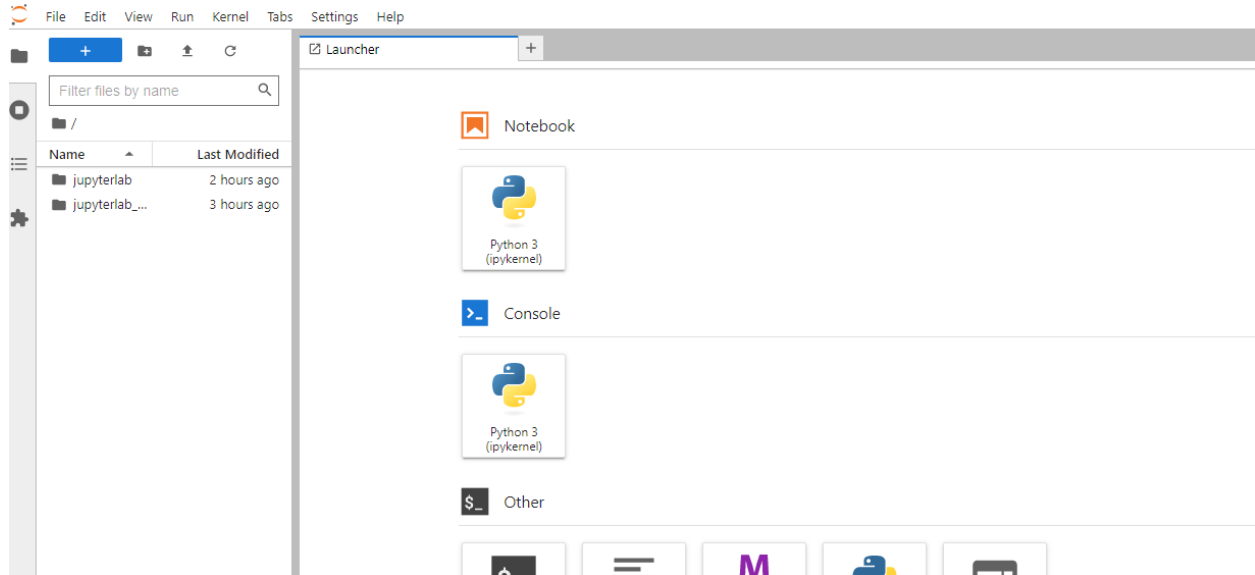 File Edit View Run Kernel Tabs Settings Help
+
Launcher
+
Filter files by name
/
Name Last Modified
jupyterlab 2 hours ago
jupyterlab_... 3 hours ago
Notebook
Python 3
(ipykernel)
>_ Console
Python 3
(ipykernel)
$_ Other
$
M